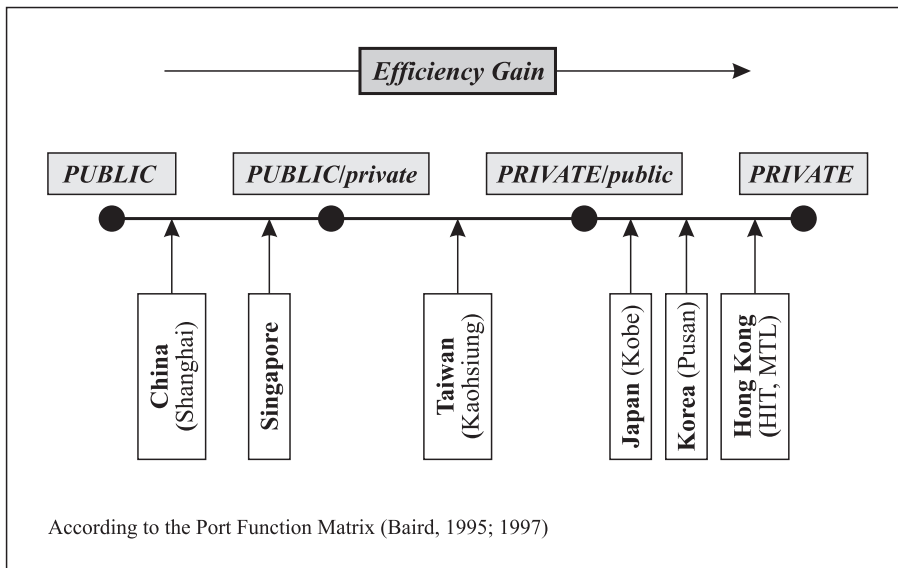 Efficiency Gain
PUBLIC
PUBLIC/private
PRIVATE/public
PRIVATE
China
(Shanghai)
Singapore
Taiwan
(Kaohsiung)
Japan (Kobe)
Korea (Pusan)
Hong Kong
(HIT, MTL)
According to the Port Function Matrix (Baird, 1995; 1997)